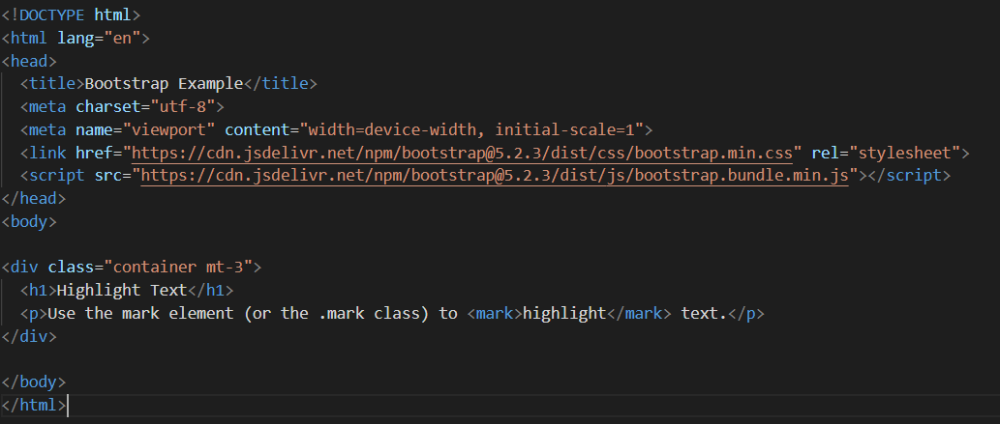 <!DOCTYPE html>
<html lang="en">
<head>
  <title>Bootstrap Example</title>
  <meta charset="utf-8">
  <meta name="viewport" content="width=device-width, initial-scale=1">
  <link href="https://cdn.jsdelivr.net/npm/bootstrap@5.2.3/dist/css/bootstrap.min.css" rel="stylesheet">
  <script src="https://cdn.jsdelivr.net/npm/bootstrap@5.2.3/dist/js/bootstrap.bundle.min.js"></script>
</head>
<body>

<div class="container mt-3">
  <h1>Highlight Text</h1>
  <p>Use the mark element (or the .mark class) to <mark>highlight</mark> text.</p>
</div>

</body>
</html>